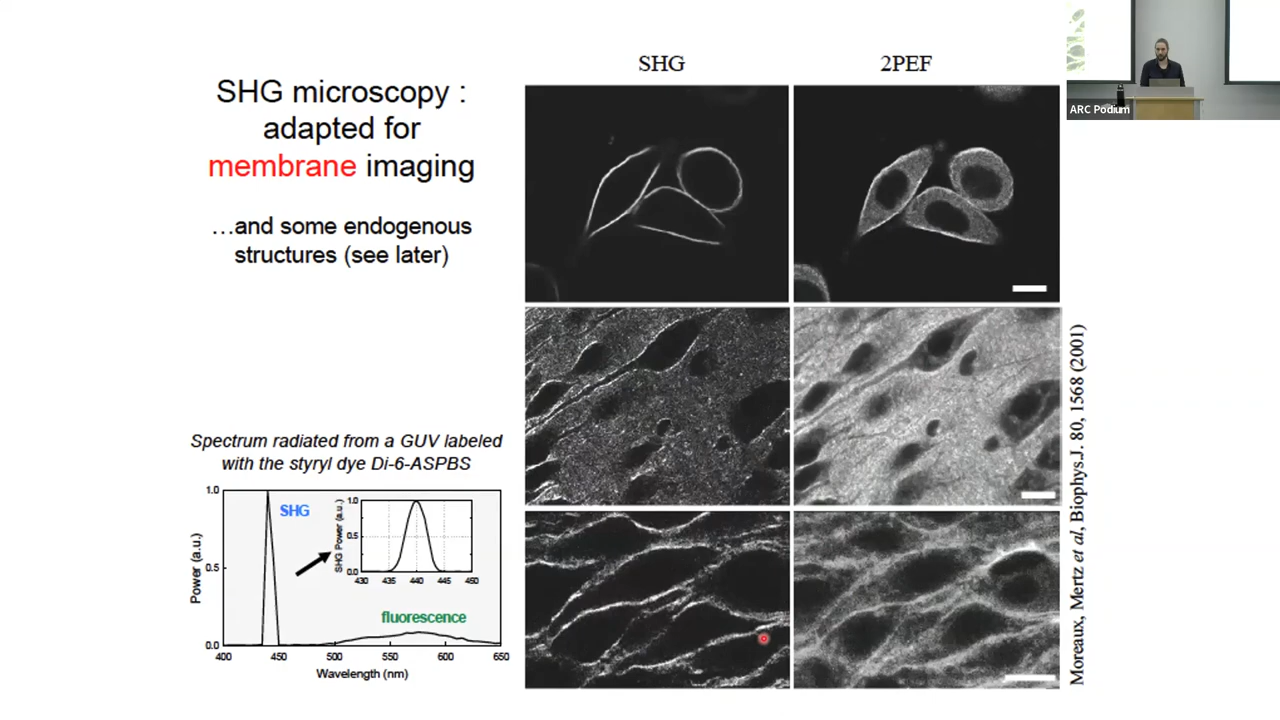 SHG microscopy :
adapted for
membrane imaging
…and some endogenous
structures (see later)
SHG
2PEF
ARC Podium
Spectrum radiated from a GUV labeled
with the styryl dye Di-6-ASPBS
1.0
0.5
0.0
Power (a.u.)
SHG
fluorescence
400
450
500
550
600
650
Wavelength (nm)
1.0
0.5
0.0
SHG Power (a.u.)
430
435
440
445
450
Moreaux, Mertz et al, Biophys.J. 80, 1568 (2001)